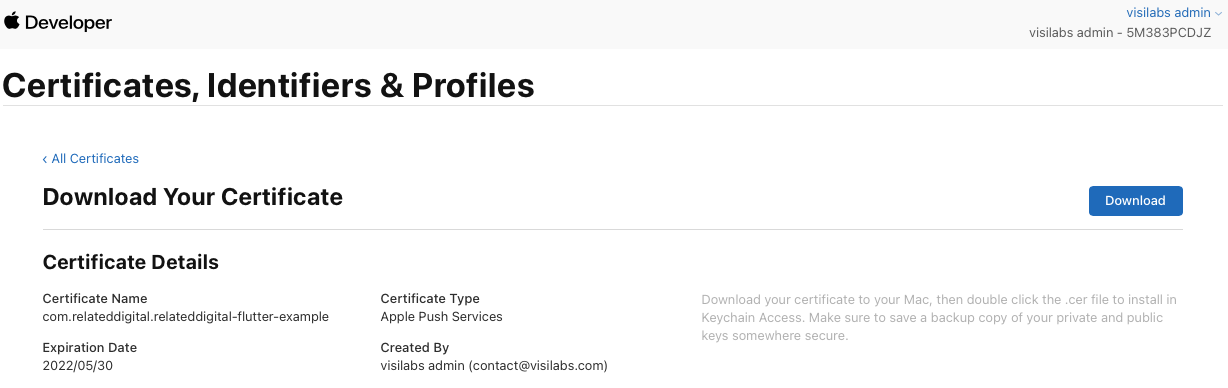 Developer
visilabs admin
visilabs admin - 5M383PCDJZ
Certificates, Identifiers & Profiles
‹ All Certificates
Download Your Certificate
Download
Certificate Details
Certificate Name
com.relateddigital.relateddigital-flutter-example
Certificate Type
Apple Push Services
Expiration Date
2022/05/30
Created By
visilabs admin (contact@visilabs.com)
Download your certificate to your Mac, then double click the .cer file to install in
Keychain Access. Make sure to save a backup copy of your private and public
keys somewhere secure.